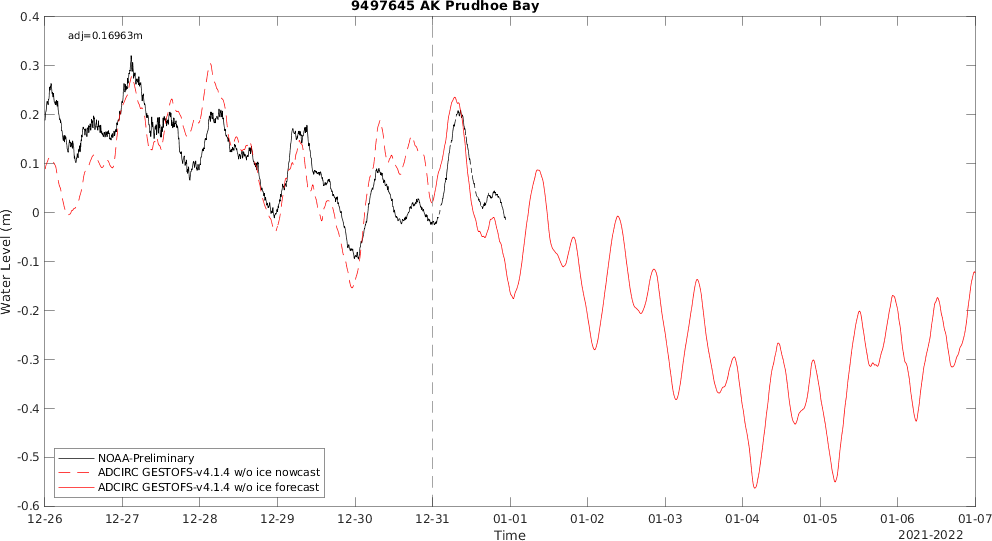 9497645 AK Prudhoe Bay
adj=0.16963m
0.4
0.3
0.2
0.1
0
-0.1
-0.2
-0.3
-0.4
-0.5
-0.6
Water Level (m)
NOAA-Preliminary
ADCIRC GESTOFS-v4.1.4 w/o ice nowcast
ADCIRC GESTOFS-v4.1.4 w/o ice forecast
12-26 12-27 12-28 12-29 12-30 12-31 01-01 01-02 01-03 01-04 01-05 01-06 01-07
Time
2021-2022